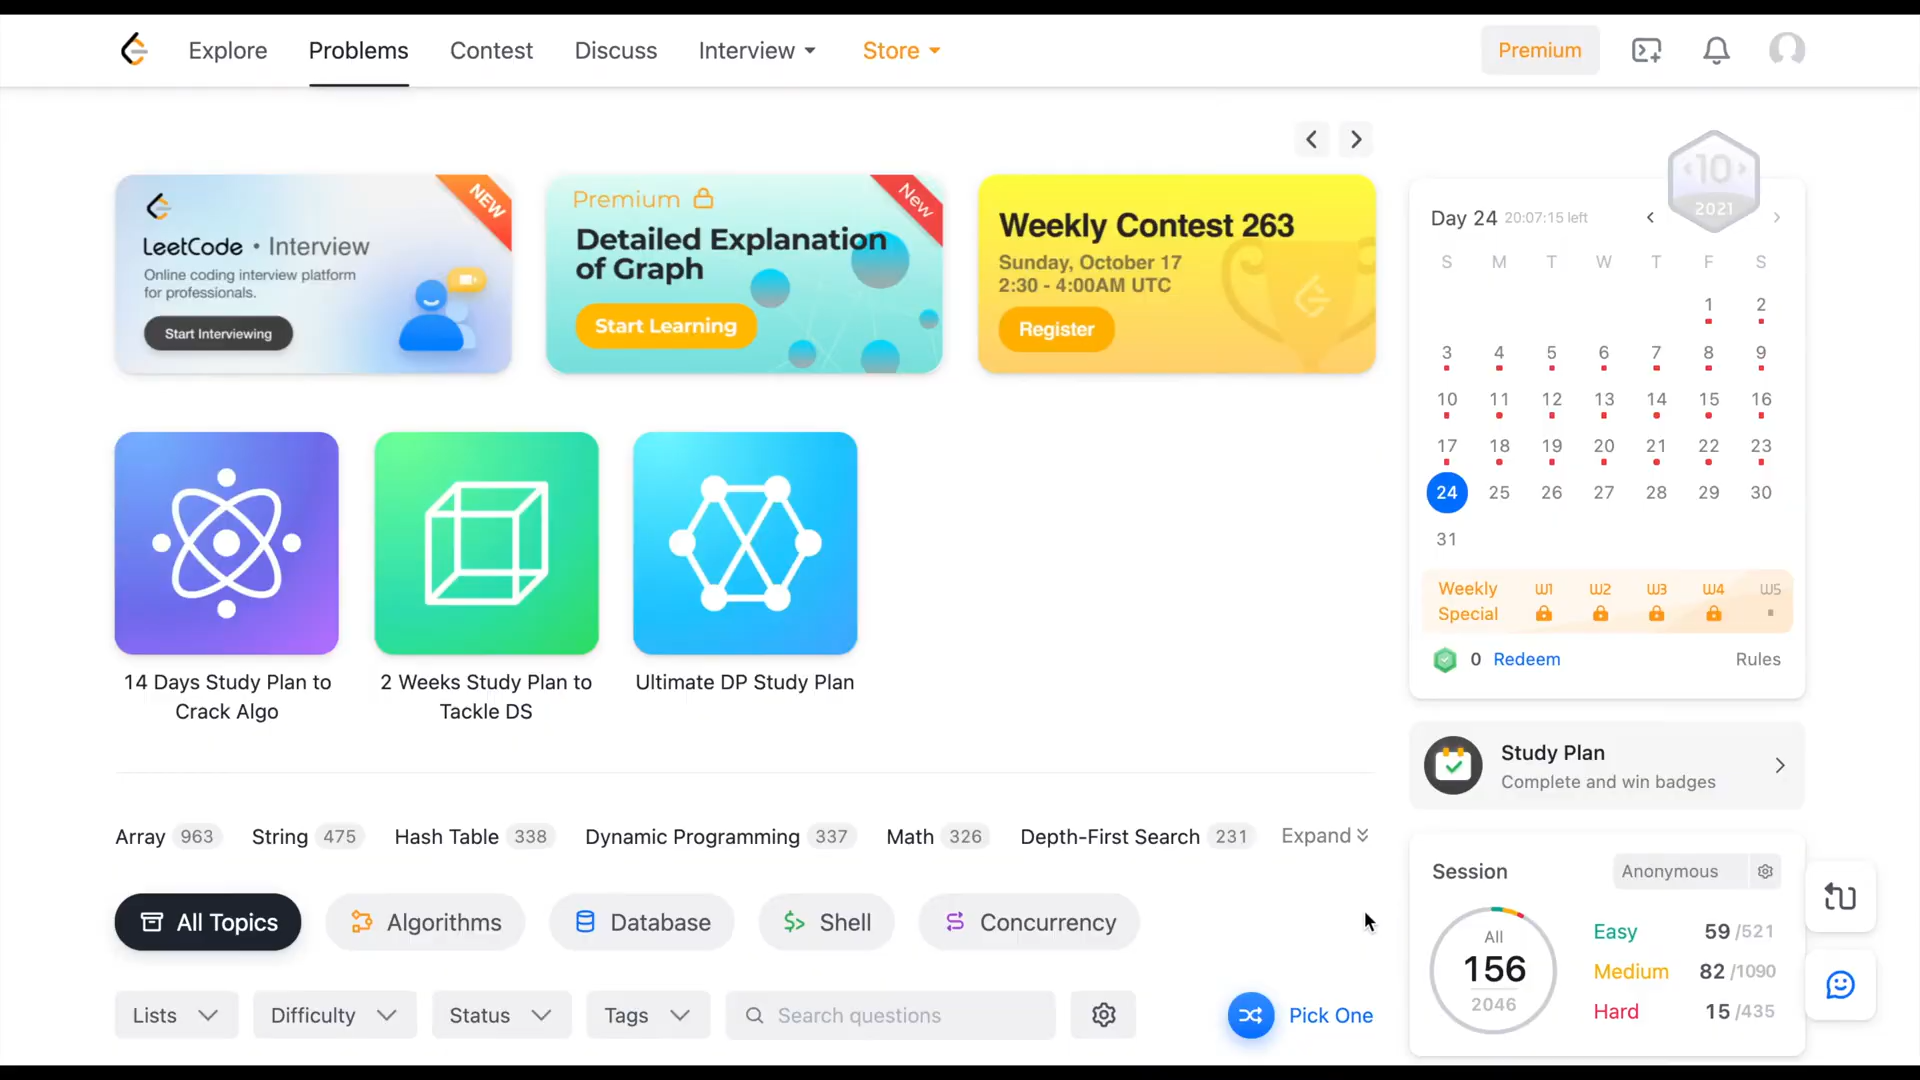 Explore Problems Contest Discuss Interview Store Premium
LeetCode • Interview
Online coding interview platform
for professionals.
Start Interviewing
NEW
Premium
Detailed Explanation
of Graph
Start Learning
New
Weekly Contest 263
Sunday, October 17
2:30 - 4:00AM UTC
Register
14 Days Study Plan to
Crack Algo
2 Weeks Study Plan to
Tackle DS
Ultimate DP Study Plan
Array 963 String 475 Hash Table 338 Dynamic Programming 337 Math 326 Depth-First Search 231 Expand
All Topics Algorithms Database Shell Concurrency
Lists Difficulty Status Tags Search questions Pick One
10
2021
Day 24 20:07:15 left
S M T W T F S
1 2
3 4 5 6 7 8 9
10 11 12 13 14 15 16
17 18 19 20 21 22 23
24 25 26 27 28 29 30
31
Weekly
Special
W1 W2 W3 W4 W5
0 Redeem Rules
Study Plan
Complete and win badges
Session Anonymous
All
156
2046
Easy 59 /521
Medium 82 /1090
Hard 15 /435